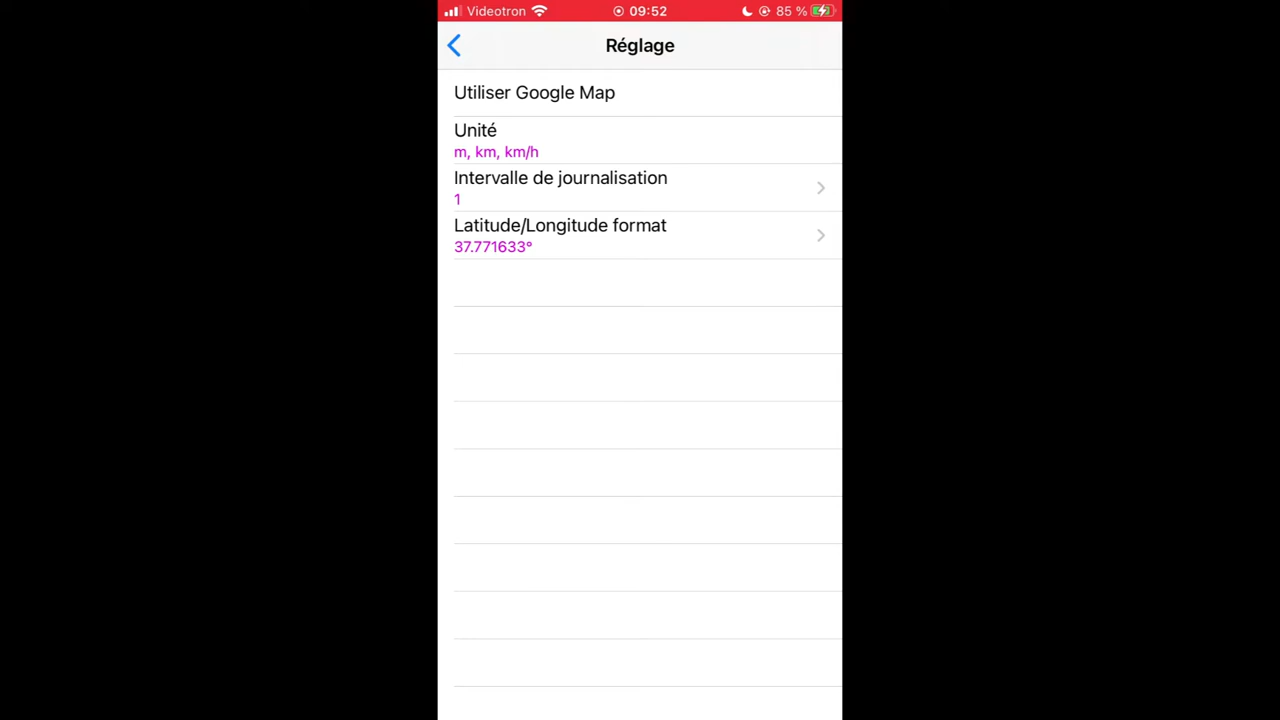 Videotron 09:52 85 %
Réglage
Utiliser Google Map
Unité
m, km, km/h
Intervalle de journalisation
1
Latitude/Longitude format
37.771633°